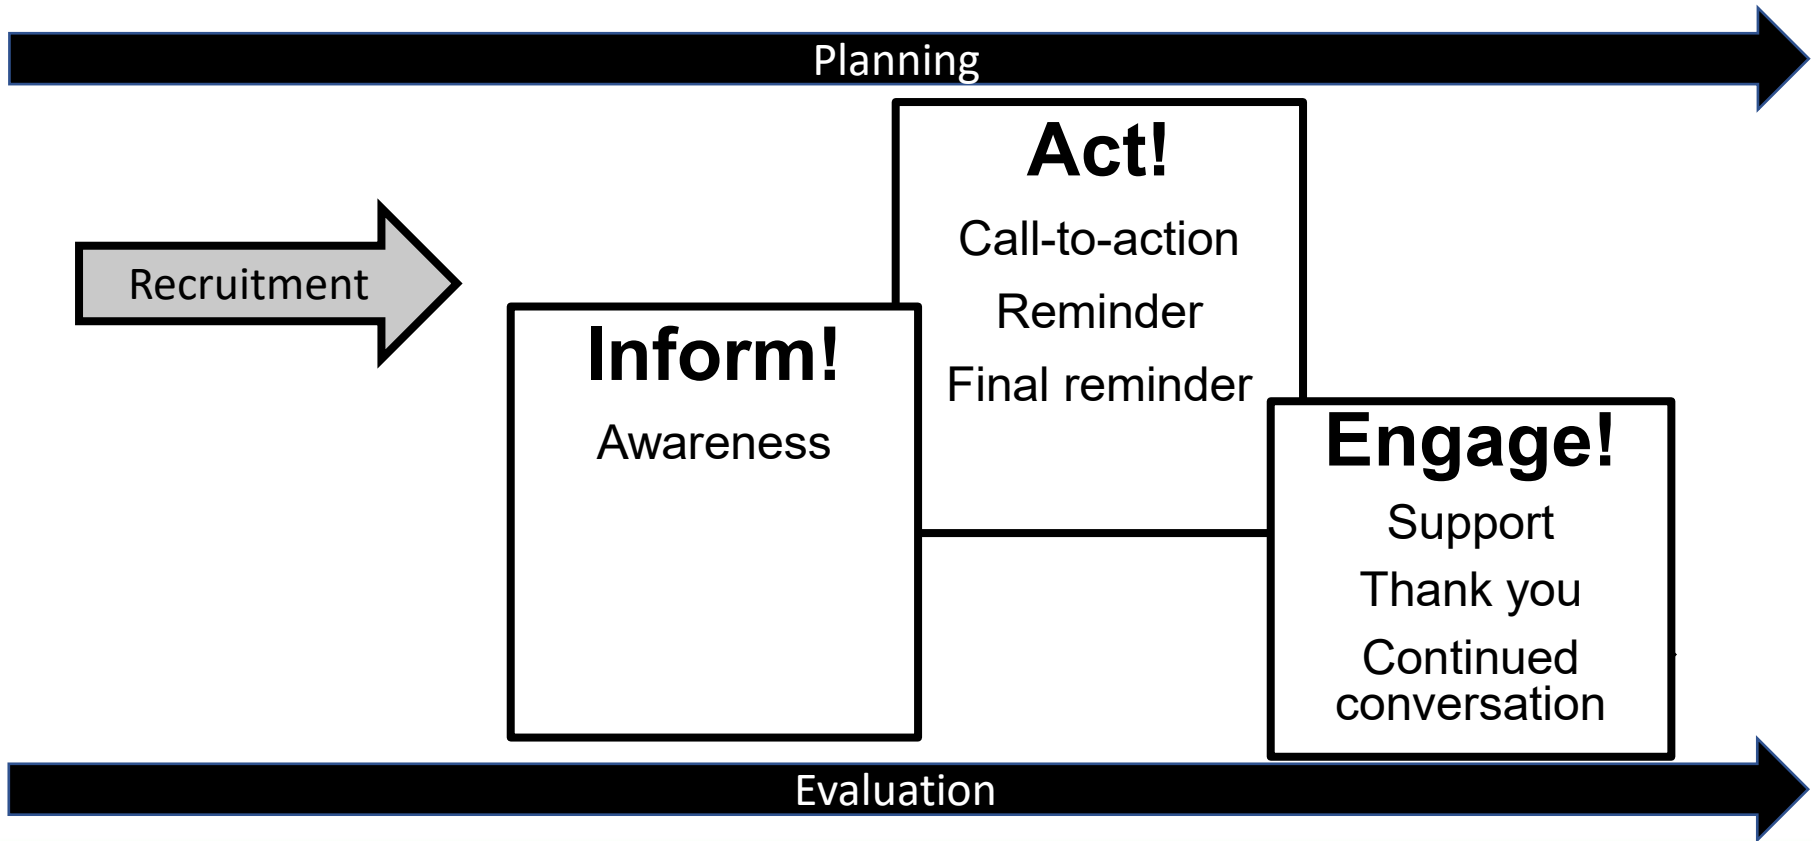 Planning
Recruitment
Inform!
Awareness
Act!
Call-to-action
Reminder
Final reminder
Engage!
Support
Thank you
Continued
conversation
Evaluation